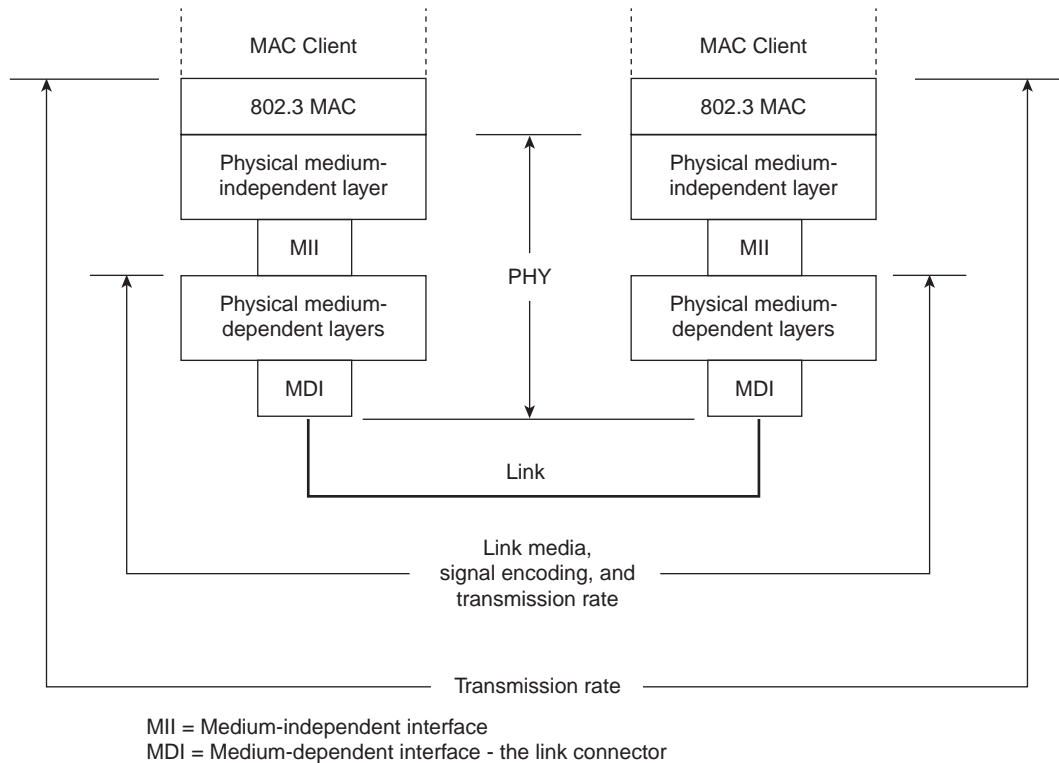 MAC Client
MAC Client
802.3 MAC
802.3 MAC
Physical medium-
independent layer
Physical medium-
independent layer
MII
PHY
MII
Physical medium-
dependent layers
Physical medium-
dependent layers
MDI
MDI
Link
Link media,
signal encoding, and
transmission rate
Transmission rate
MII = Medium-independent interface
MDI = Medium-dependent interface - the link connector